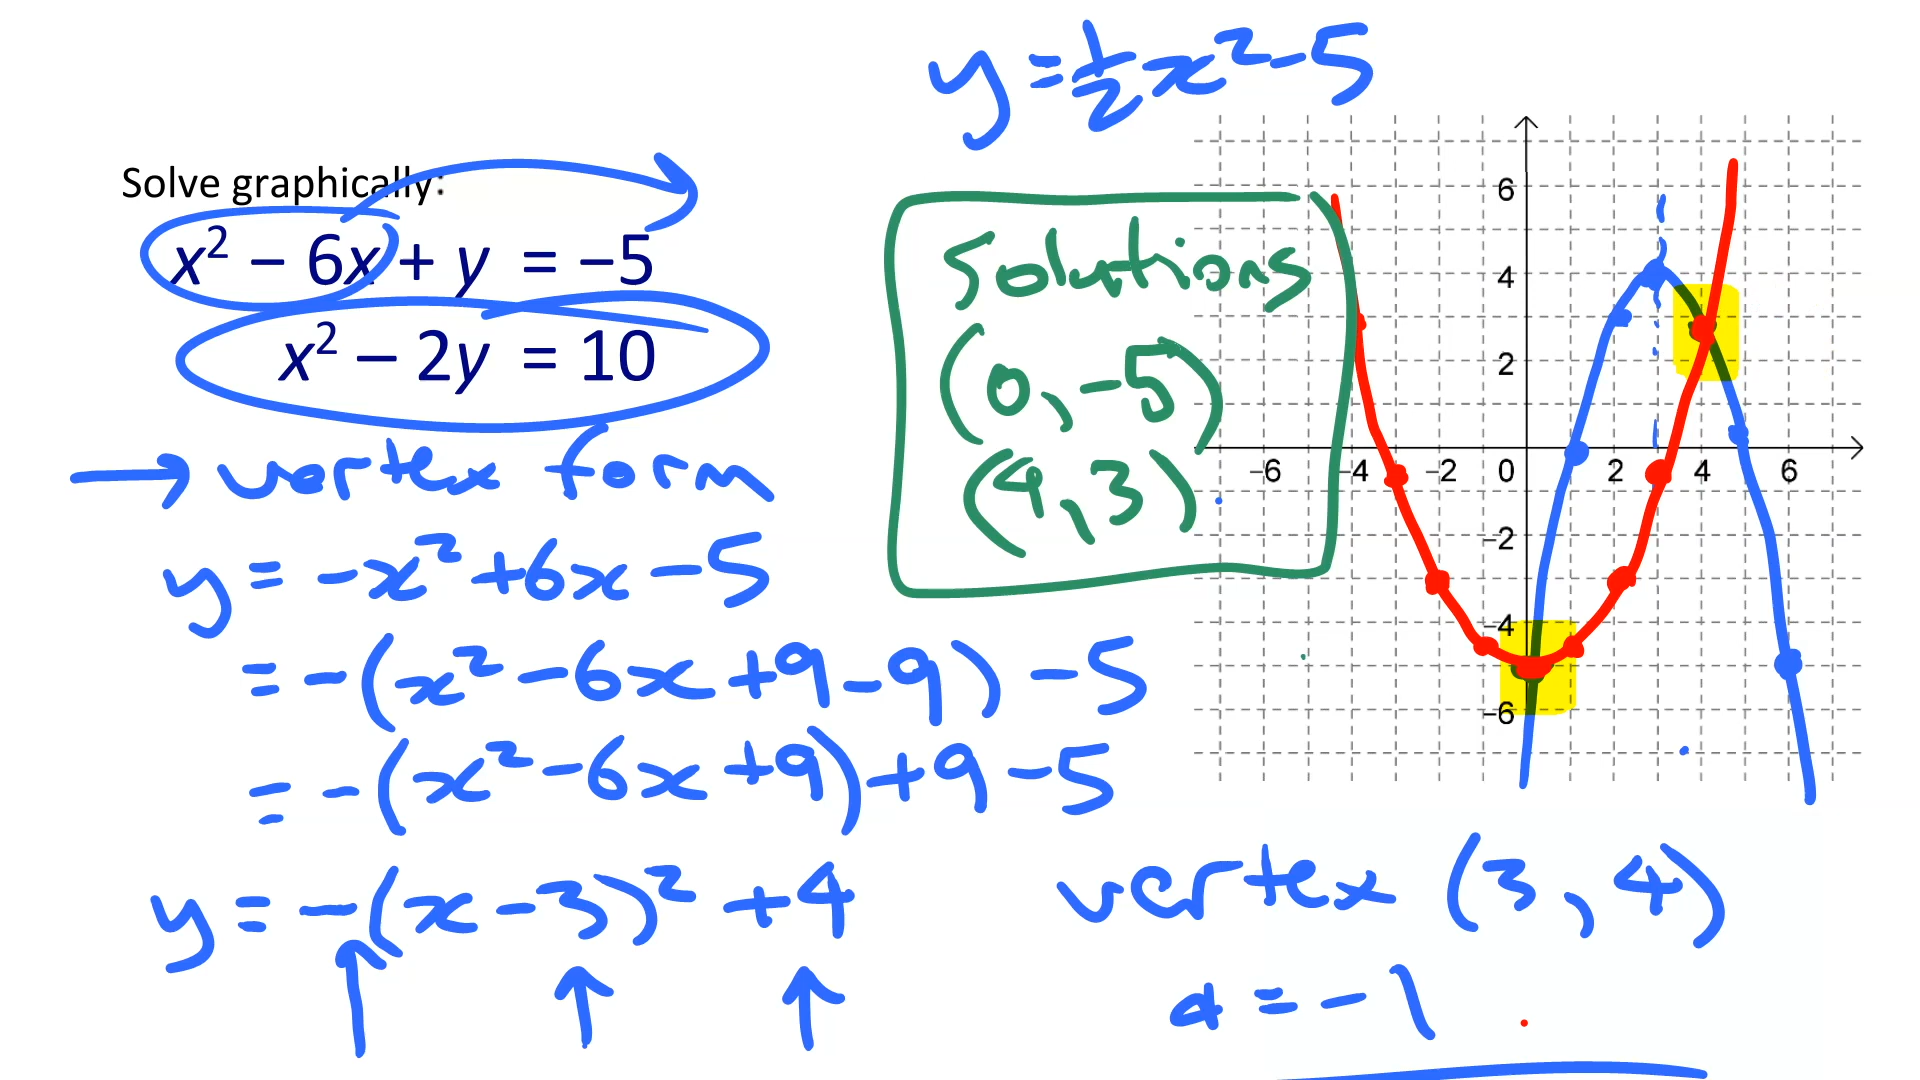 y = ½x² - 5
Solve graphically:
x² − 6x + y = −5
x² − 2y = 10
→ vertex form
y = -x² + 6x - 5
= -(x² - 6x + 9 - 9) - 5
= -(x² - 6x + 9) + 9 - 5
y = -(x - 3)² + 4
Solutions
(0, -5)
(4, 3)
6
4
2
−6 −4 −2 0 2 4 6
−2
−4
−6
vertex (3, 4)
a = -1